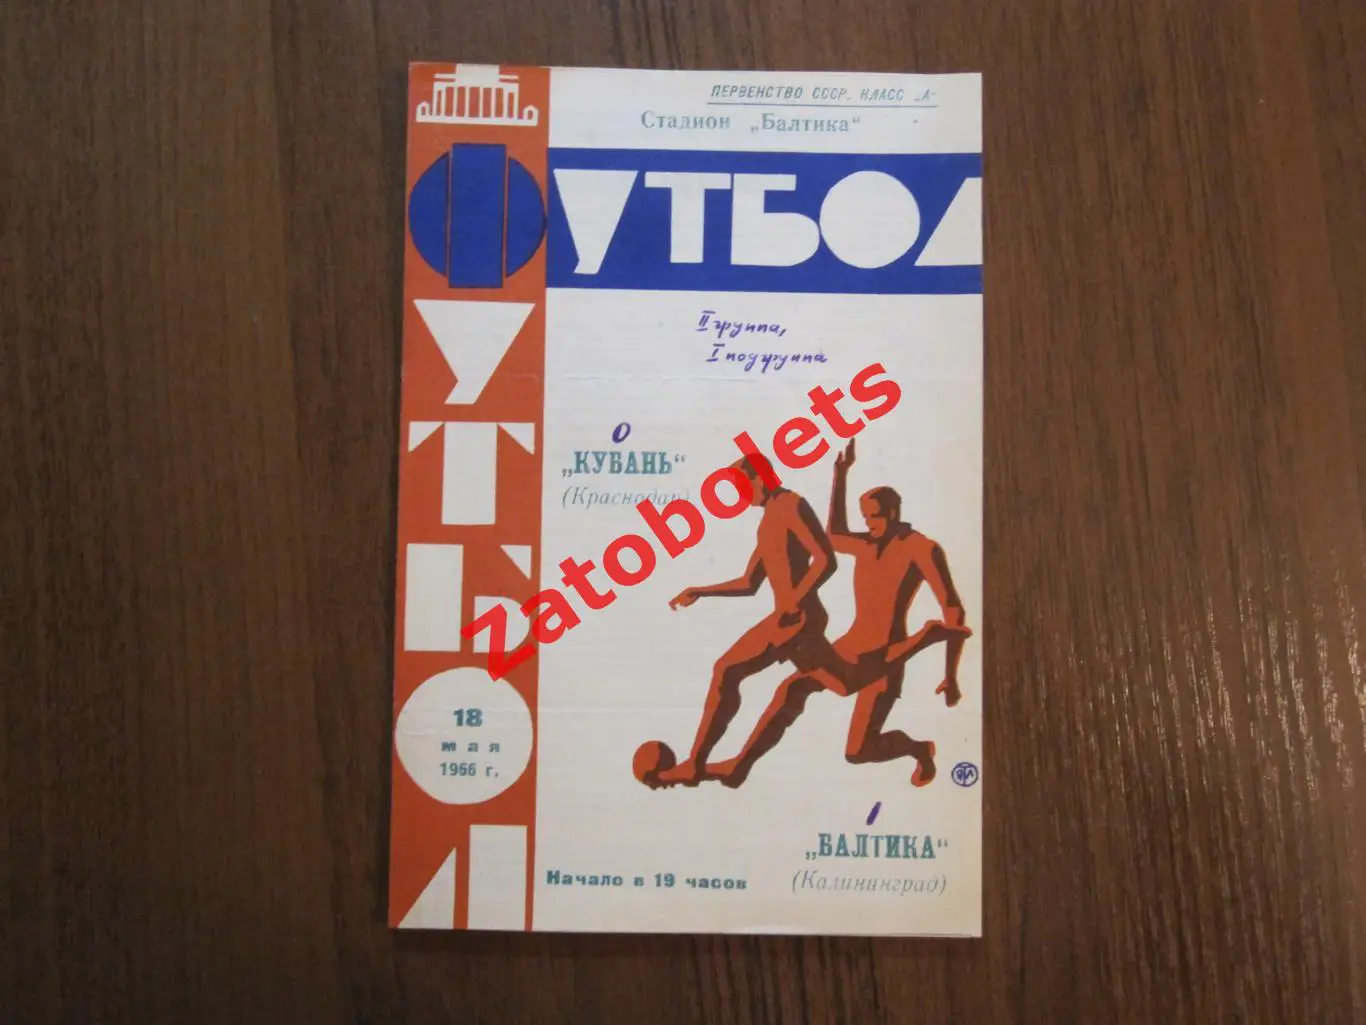 ПЕРВЕНСТВО СССР. КЛАСС „А“
Стадион „Балтика“
ФУТБОЛ
ФУТБОЛ
II группа,
I подгруппа
0
„КУБАНЬ“
(Краснодар)
Zatobolets
18
мая
1966 г.
1
„БАЛТИКА“
(Калининград)
Начало в 19 часов